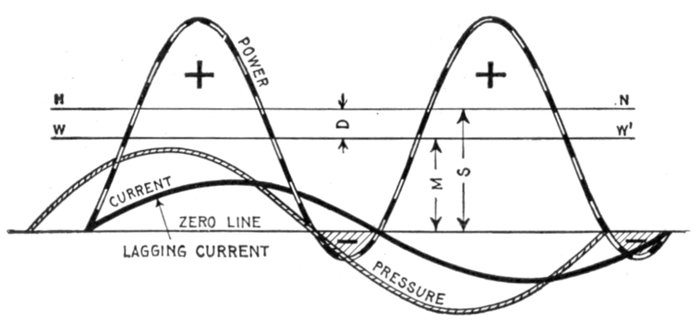 POWER
+
+
H
N
D
W
W'
M
S
CURRENT
ZERO LINE
LAGGING CURRENT
-
-
PRESSURE